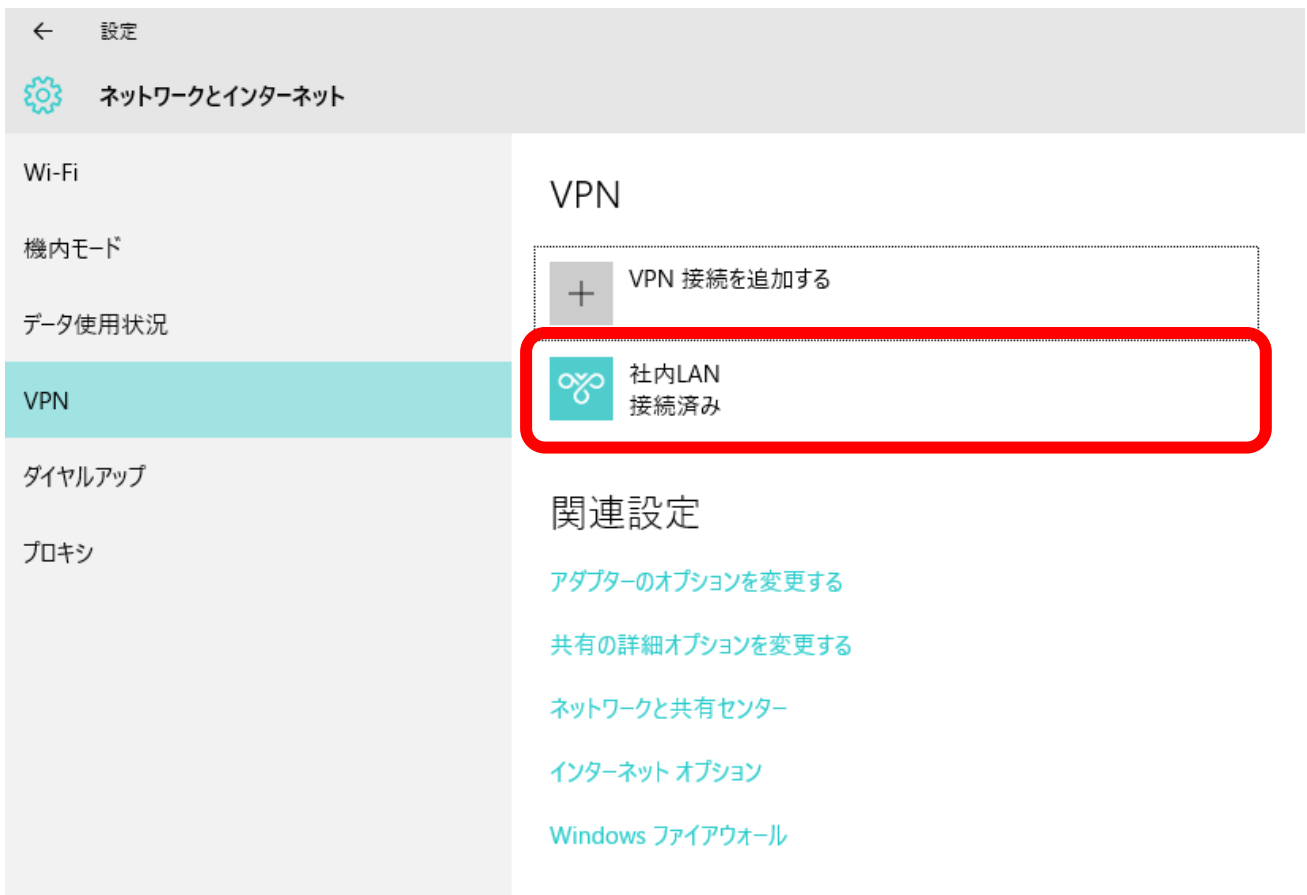 設定
ネットワークとインターネット
Wi-Fi
機内モード
データ使用状況
VPN
ダイヤルアップ
プロキシ
VPN
VPN 接続を追加する
社内LAN
接続済み
関連設定
アダプターのオプションを変更する
共有の詳細オプションを変更する
ネットワークと共有センター
インターネット オプション
Windows ファイアウォール